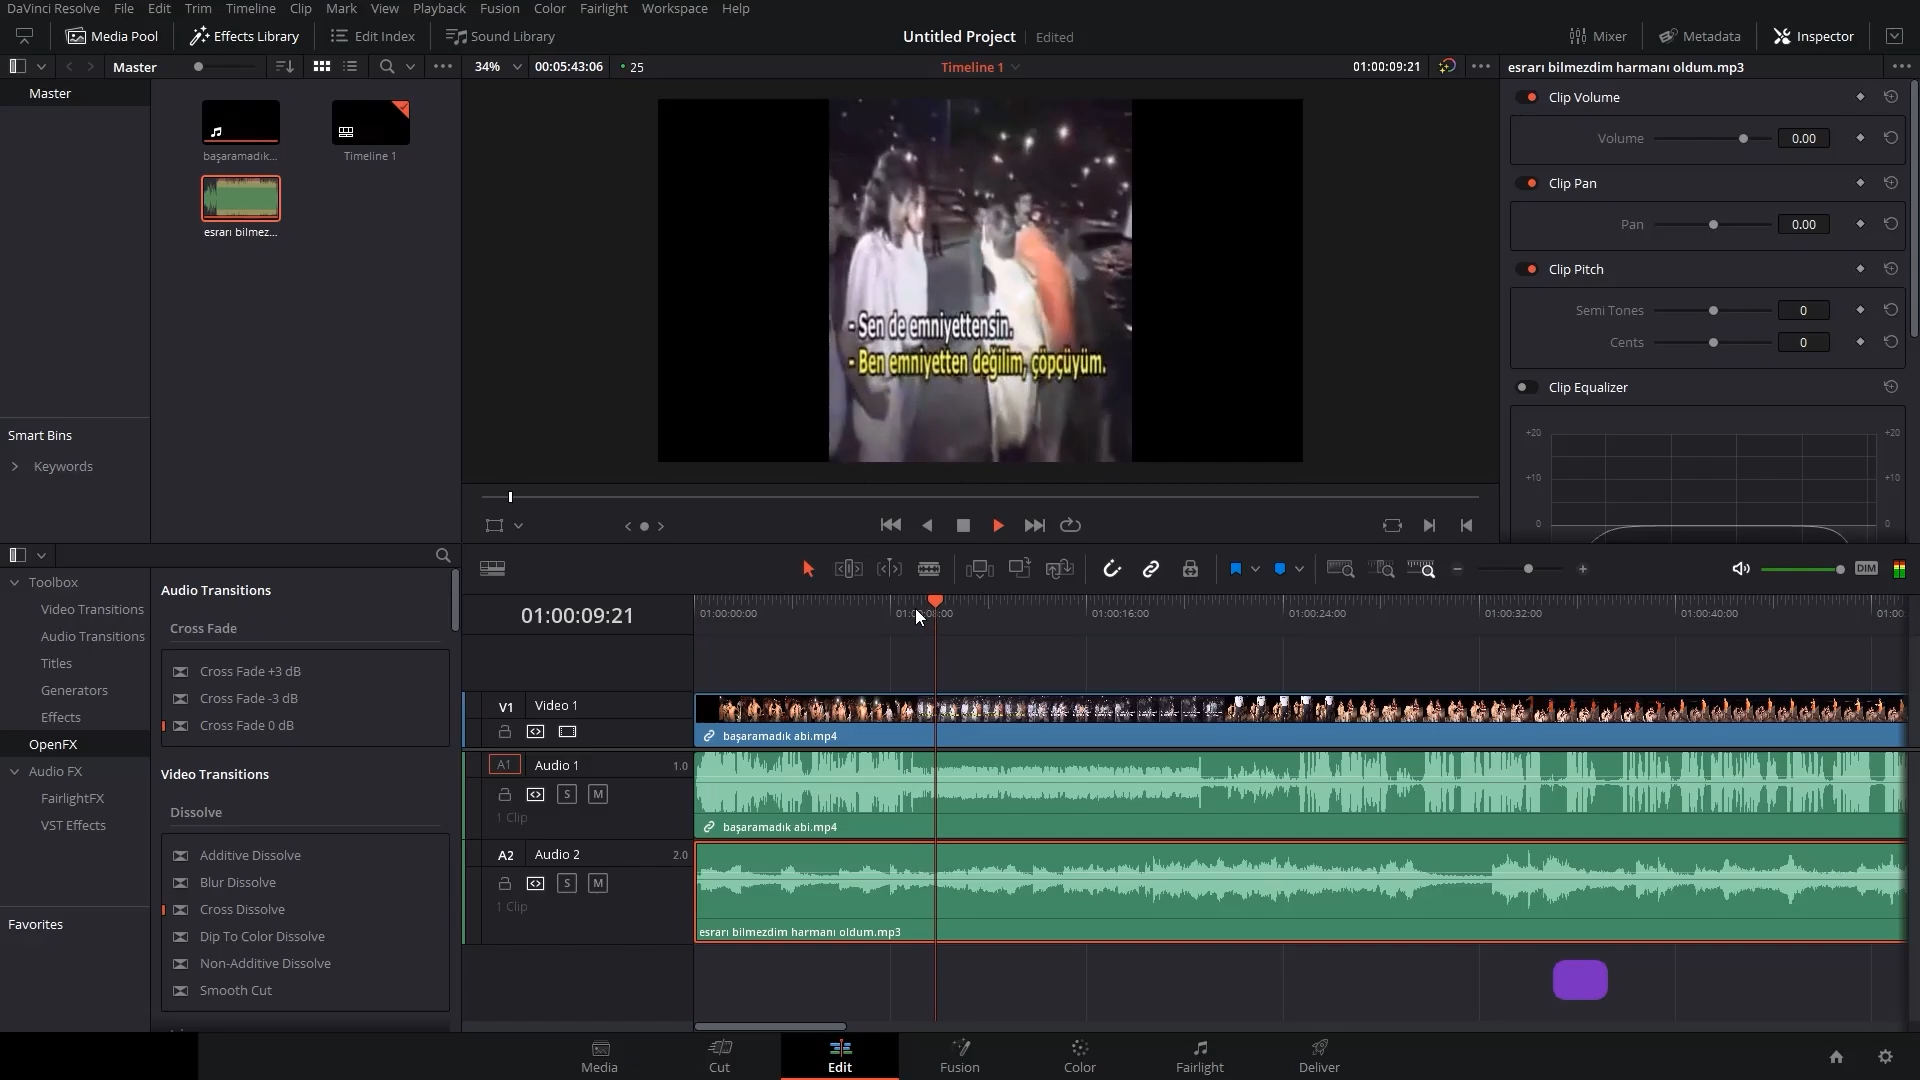 DaVinci Resolve File Edit Trim Timeline Clip Mark View Playback Fusion Color Fairlight Workspace Help
Media Pool Effects Library Edit Index Sound Library Untitled Project Edited Mixer Metadata Inspector
Master 34% 00:05:43:06 25 Timeline 1 01:00:09:21 esrarı bilmezdim harmanı oldum.mp3
Master
başaramadık... Timeline 1
esrarı bilmez...
Smart Bins
Keywords
- Sen de emniyettensin.
- Ben emniyetten değilim, çöpçüyüm.
Clip Volume
Volume 0.00
Clip Pan
Pan 0.00
Clip Pitch
Semi Tones 0
Cents 0
Clip Equalizer
+20 +20
+10 +10
0 0
Toolbox
Video Transitions
Audio Transitions
Titles
Generators
Effects
OpenFX
Audio FX
FairlightFX
VST Effects
Favorites
Audio Transitions
Cross Fade
Cross Fade +3 dB
Cross Fade -3 dB
Cross Fade 0 dB
Video Transitions
Dissolve
Additive Dissolve
Blur Dissolve
Cross Dissolve
Dip To Color Dissolve
Non-Additive Dissolve
Smooth Cut
DIM
01:00:09:21 01:00:00:00 01:00:08:00 01:00:16:00 01:00:24:00 01:00:32:00 01:00:40:00 01:00:
V1 Video 1
başaramadık abi.mp4
A1 Audio 1 1.0
S M
1 Clip
başaramadık abi.mp4
A2 Audio 2 2.0
S M
1 Clip
esrarı bilmezdim harmanı oldum.mp3
Media Cut Edit Fusion Color Fairlight Deliver